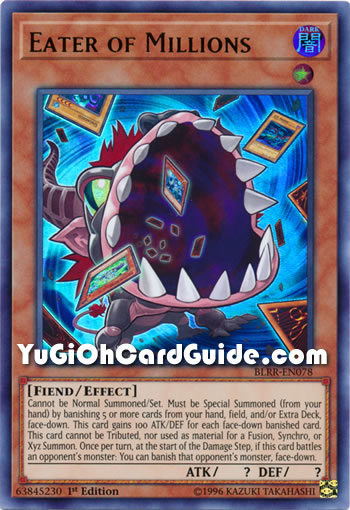 EATER OF MILLIONS
DARK
闇
YuGiOhCardGuide.com
BLRR-EN078
[FIEND/EFFECT]
Cannot be Normal Summoned/Set. Must be Special Summoned (from your
hand) by banishing 5 or more cards from your hand, field, and/or Extra Deck,
face-down. This card gains 100 ATK/DEF for each face-down banished card.
This card cannot be Tributed, nor used as material for a Fusion, Synchro, or
Xyz Summon. Once per turn, at the start of the Damage Step, if this card battles
an opponent's monster: You can banish that opponent's monster, face-down.
ATK/ ? DEF/ ?
63845230 1st Edition ©1996 KAZUKI TAKAHASHI